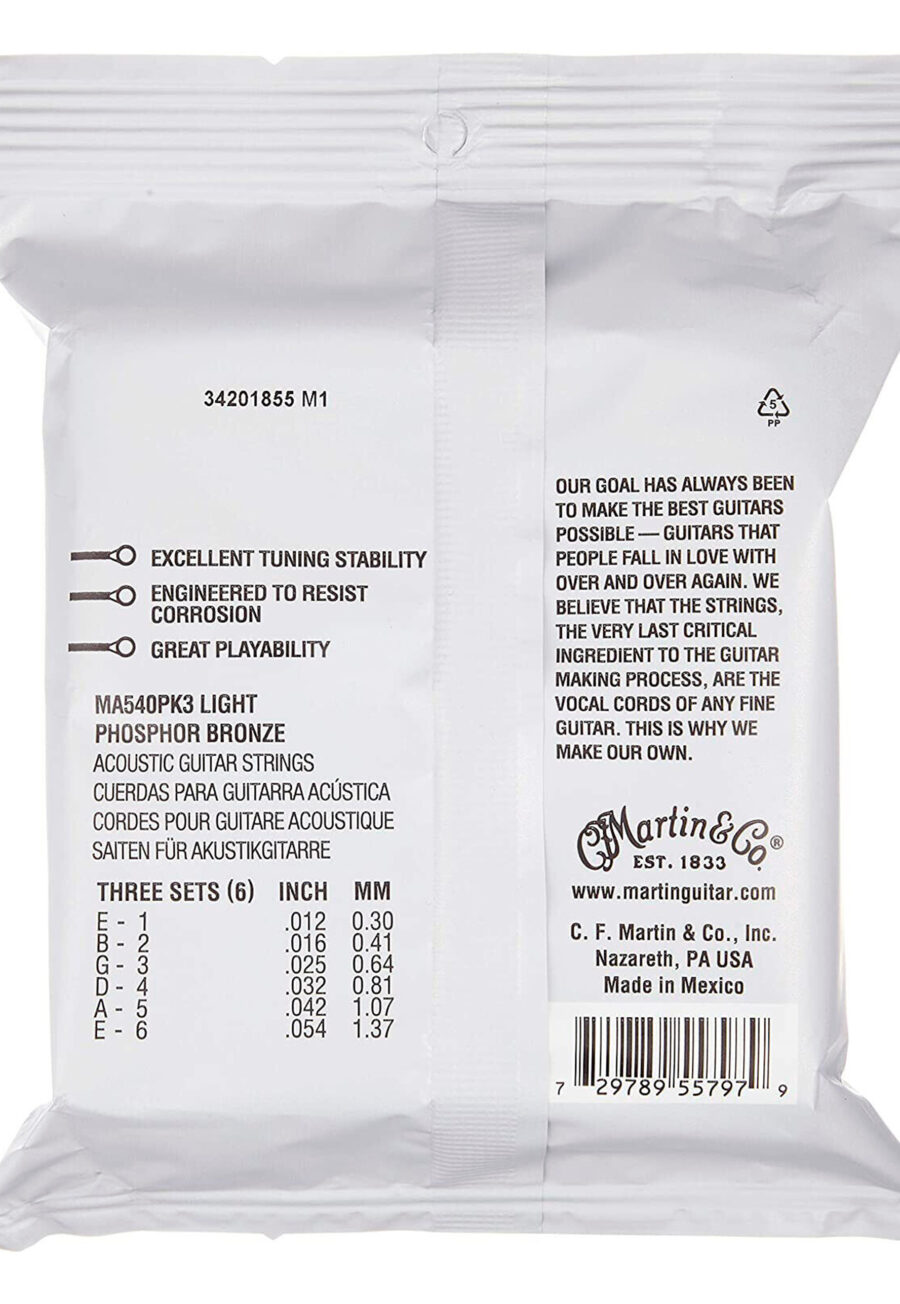 34201855 M1
EXCELLENT TUNING STABILITY
ENGINEERED TO RESIST
CORROSION
GREAT PLAYABILITY
MA540PK3 LIGHT
PHOSPHOR BRONZE
ACOUSTIC GUITAR STRINGS
CUERDAS PARA GUITARRA ACÚSTICA
CORDES POUR GUITARE ACOUSTIQUE
SAITEN FÜR AKUSTIKGITARRE
THREE SETS (6) INCH MM
E - 1 .012 0.30
B - 2 .016 0.41
G - 3 .025 0.64
D - 4 .032 0.81
A - 5 .042 1.07
E - 6 .054 1.37
5
PP
OUR GOAL HAS ALWAYS BEEN
TO MAKE THE BEST GUITARS
POSSIBLE — GUITARS THAT
PEOPLE FALL IN LOVE WITH
OVER AND OVER AGAIN. WE
BELIEVE THAT THE STRINGS,
THE VERY LAST CRITICAL
INGREDIENT TO THE GUITAR
MAKING PROCESS, ARE THE
VOCAL CORDS OF ANY FINE
GUITAR. THIS IS WHY WE
MAKE OUR OWN.
CF Martin & Co.®
EST. 1833
www.martinguitar.com
C. F. Martin & Co., Inc.
Nazareth, PA USA
Made in Mexico
7 29789 55797 9